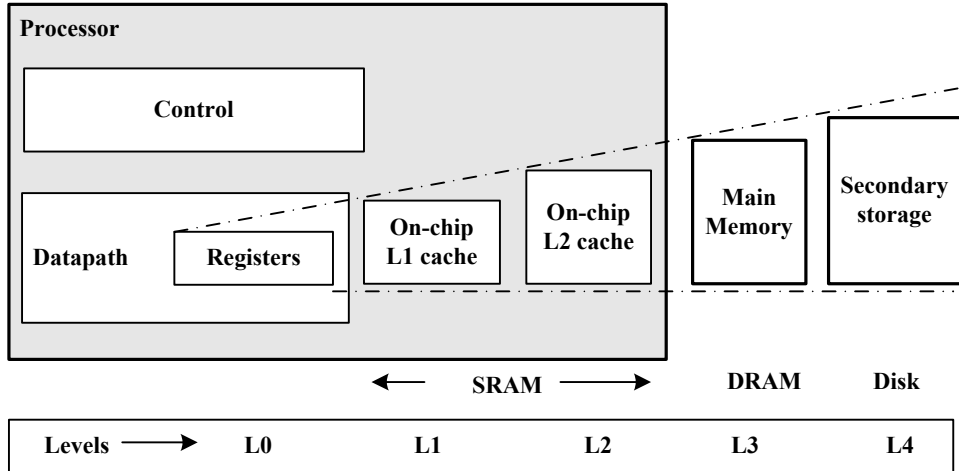 Processor
Control
Datapath
Registers
On-chip
L1 cache
On-chip
L2 cache
Main
Memory
Secondary
storage
SRAM
DRAM
Disk
Levels
L0
L1
L2
L3
L4